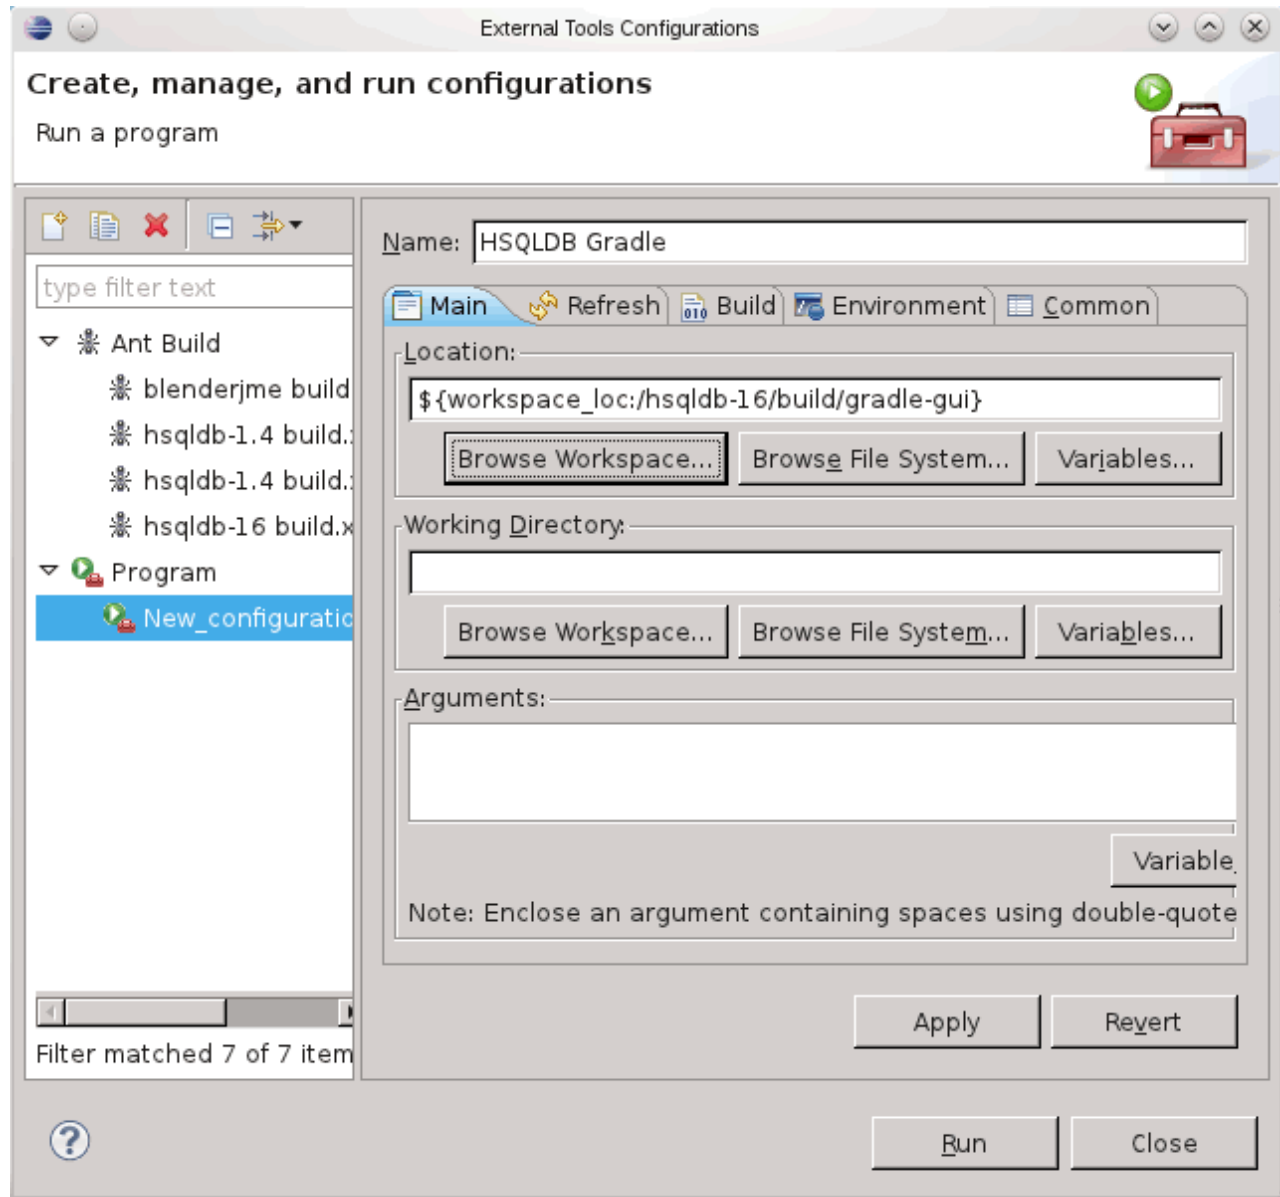 External Tools Configurations
Create, manage, and run configurations
Run a program
type filter text
Ant Build
blenderjme build
hsqldb-1.4 build.
hsqldb-1.4 build.
hsqldb-16 build.x
Program
New_configuratio
Filter matched 7 of 7 item
Name: HSQLDB Gradle
Main Refresh Build Environment Common
Location:
${workspace_loc:/hsqldb-16/build/gradle-gui}
Browse Workspace... Browse File System... Variables...
Working Directory:
Browse Workspace... Browse File System... Variables...
Arguments:
Variable
Note: Enclose an argument containing spaces using double-quote
Apply Revert
Run Close